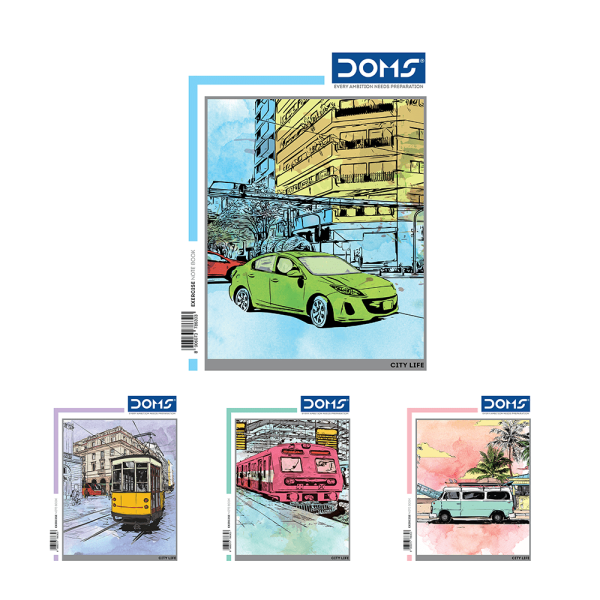 DOMS®
EVERY AMBITION NEEDS PREPARATION
EXERCISE NOTE BOOK
CITY LIFE
DOMS
CITY LIFE
DOMS
CITY LIFE
DOMS
CITY LIFE